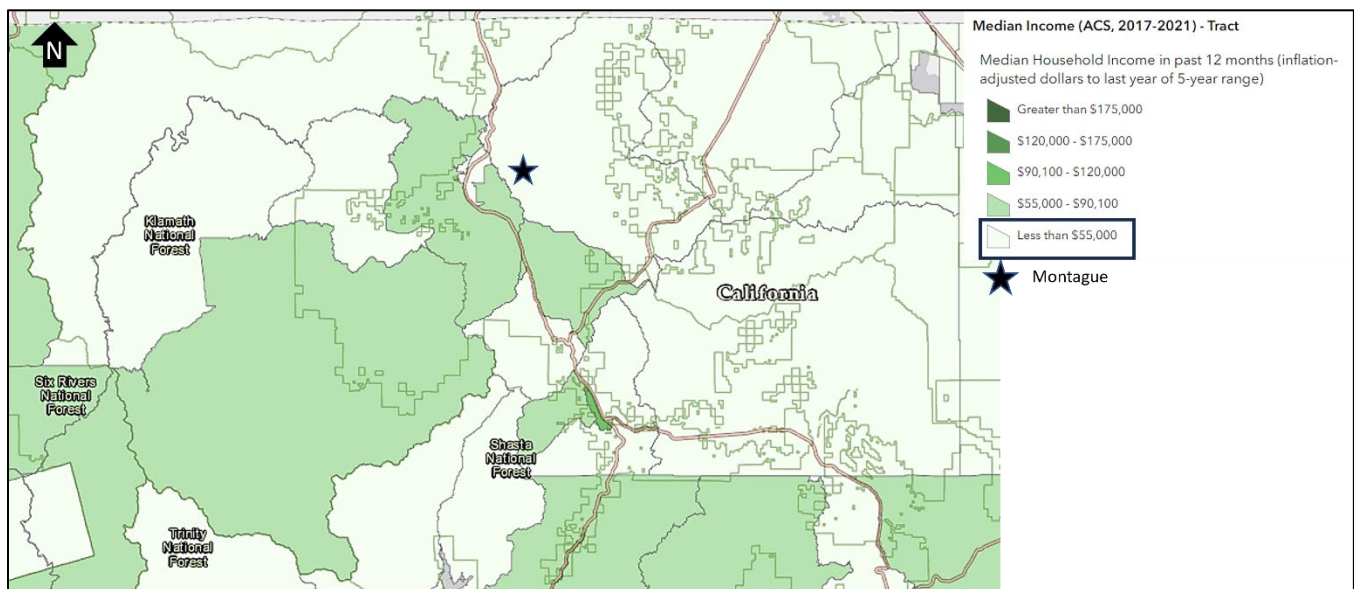 N
Klamath
National
Forest
Six Rivers
National
Forest
Shasta
National
Forest
Trinity
National
Forest
California
Median Income (ACS, 2017-2021) - Tract
Median Household Income in past 12 months (inflation-
adjusted dollars to last year of 5-year range)
Greater than $175,000
$120,000 - $175,000
$90,100 - $120,000
$55,000 - $90,100
Less than $55,000
Montague